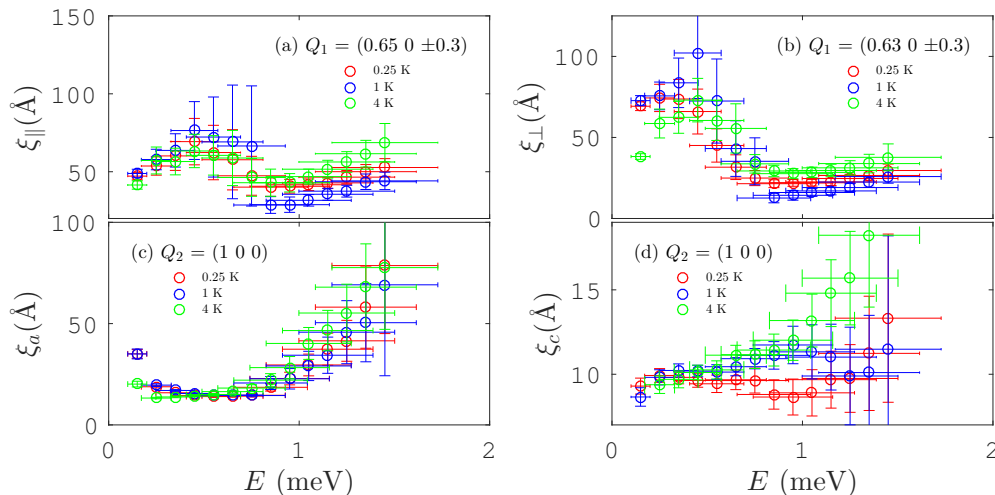 150
100
50
ξ∥(Å)
(a) Q1 = (0.65 0 ±0.3)
0.25 K
1 K
4 K
100
50
0
ξ⊥(Å)
(b) Q1 = (0.63 0 ±0.3)
0.25 K
1 K
4 K
100
50
0
ξa(Å)
(c) Q2 = (1 0 0)
0.25 K
1 K
4 K
0
1
2
E (meV)
15
10
ξc(Å)
(d) Q2 = (1 0 0)
0.25 K
1 K
4 K
0
1
2
E (meV)